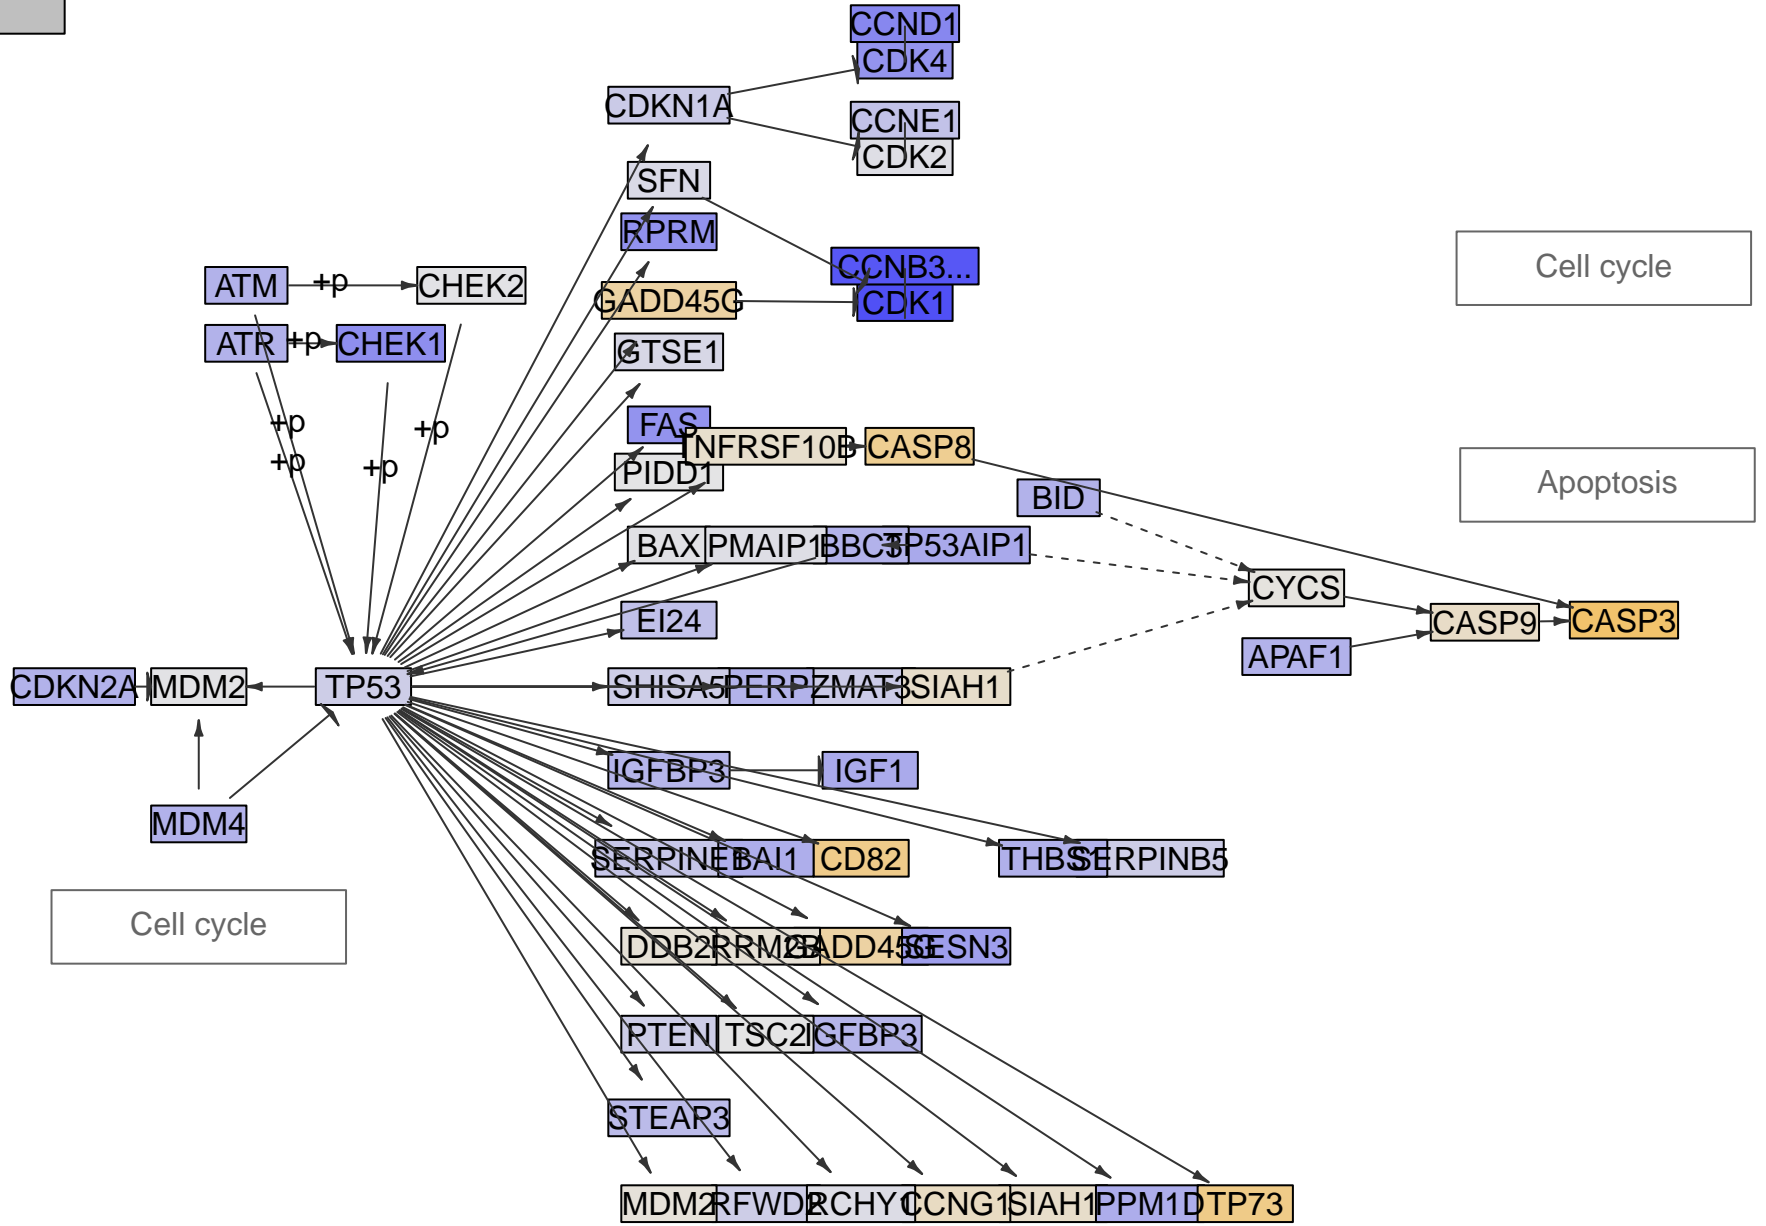 CCND1
CDK4
CDKN1A
CCNE1
CDK2
SFN
RPRM
CCNB3...
Cell cycle
ATM
+p
CHEK2
GADD45G
CDK1
ATR
+p
CHEK1
GTSE1
FAS
+p
+p
TNFRSF10B
CASP8
+p
+p
PIDD1
Apoptosis
BID
BAX
PMAIP1
BBC3
TP53AIP1
CYCS
EI24
CASP9
CASP3
APAF1
CDKN2A
MDM2
TP53
SHISA5
PERP
ZMAT3
SIAH1
IGFBP3
IGF1
MDM4
SERPINE1
BAI1
CD82
THBS1
SERPINB5
Cell cycle
DDB2
RRM2B
GADD45G
SESN3
PTEN
TSC2
IGFBP3
STEAP3
MDM2
RFWD2
RCHY1
CCNG1
SIAH1
PPM1D
TP73